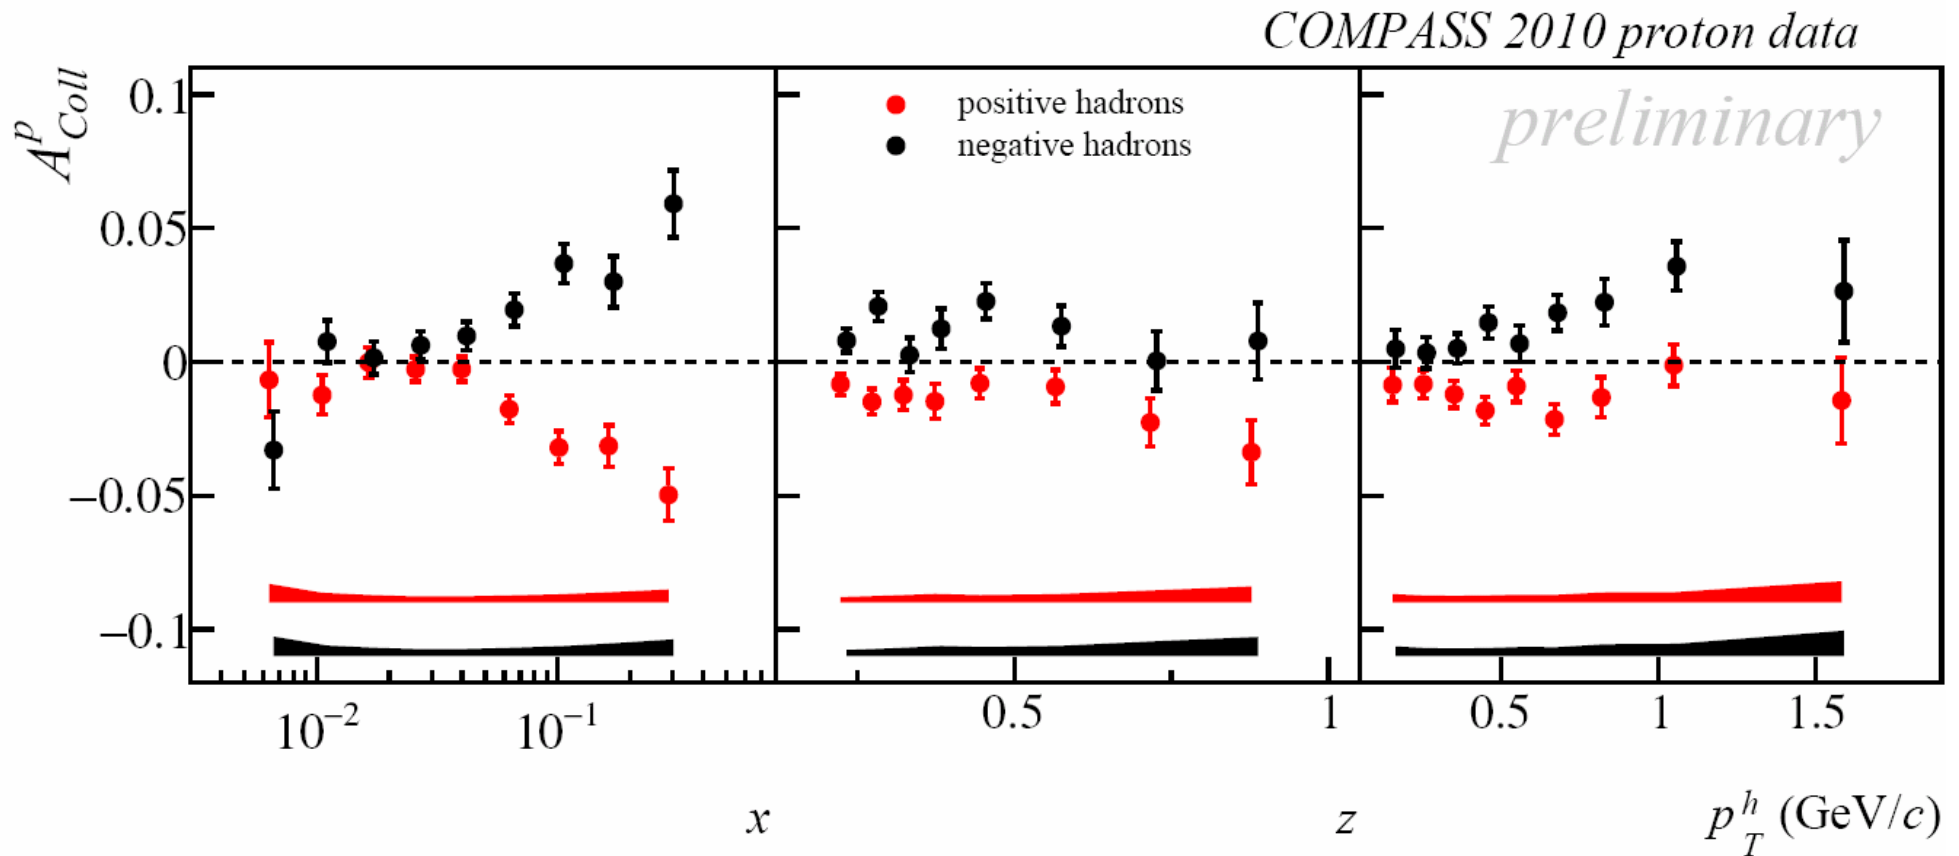 COMPASS 2010 proton data
A^p_Coll
preliminary
positive hadrons
negative hadrons
0.1
0.05
0
−0.05
−0.1
10⁻² 10⁻¹ 0.5 1 0.5 1 1.5
x z p_T^h (GeV/c)